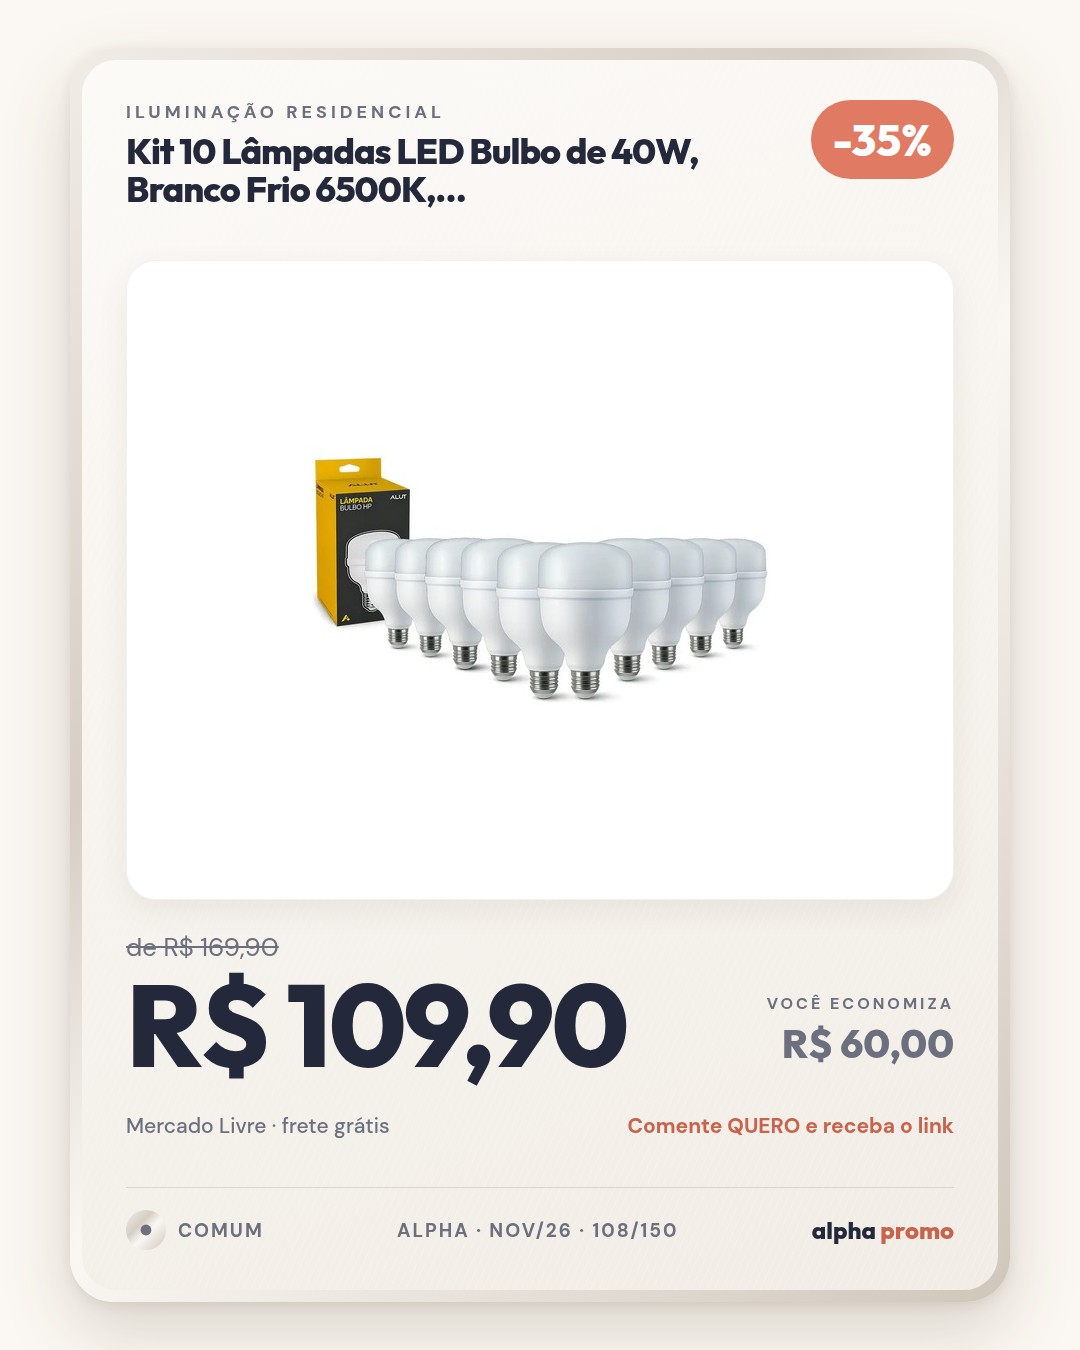 ILUMINAÇÃO RESIDENCIAL
Kit 10 Lâmpadas LED Bulbo de 40W,
Branco Frio 6500K,...
-35%
ALUT
LÂMPADA
BULBO HP
de R$ 169,90
R$ 109,90
VOCÊ ECONOMIZA
R$ 60,00
Mercado Livre · frete grátis
Comente QUERO e receba o link
COMUM
ALPHA · NOV/26 · 108/150
alpha promo